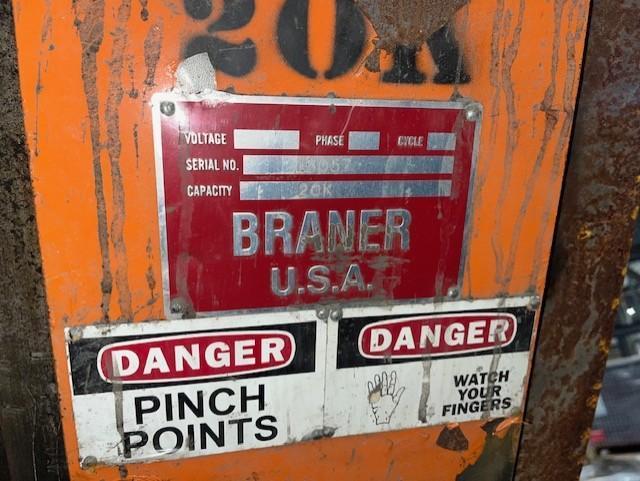 20K
VOLTAGE PHASE CYCLE
SERIAL NO.
CAPACITY 20K
BRANER
U.S.A.
DANGER
PINCH
POINTS
DANGER
WATCH
YOUR
FINGERS